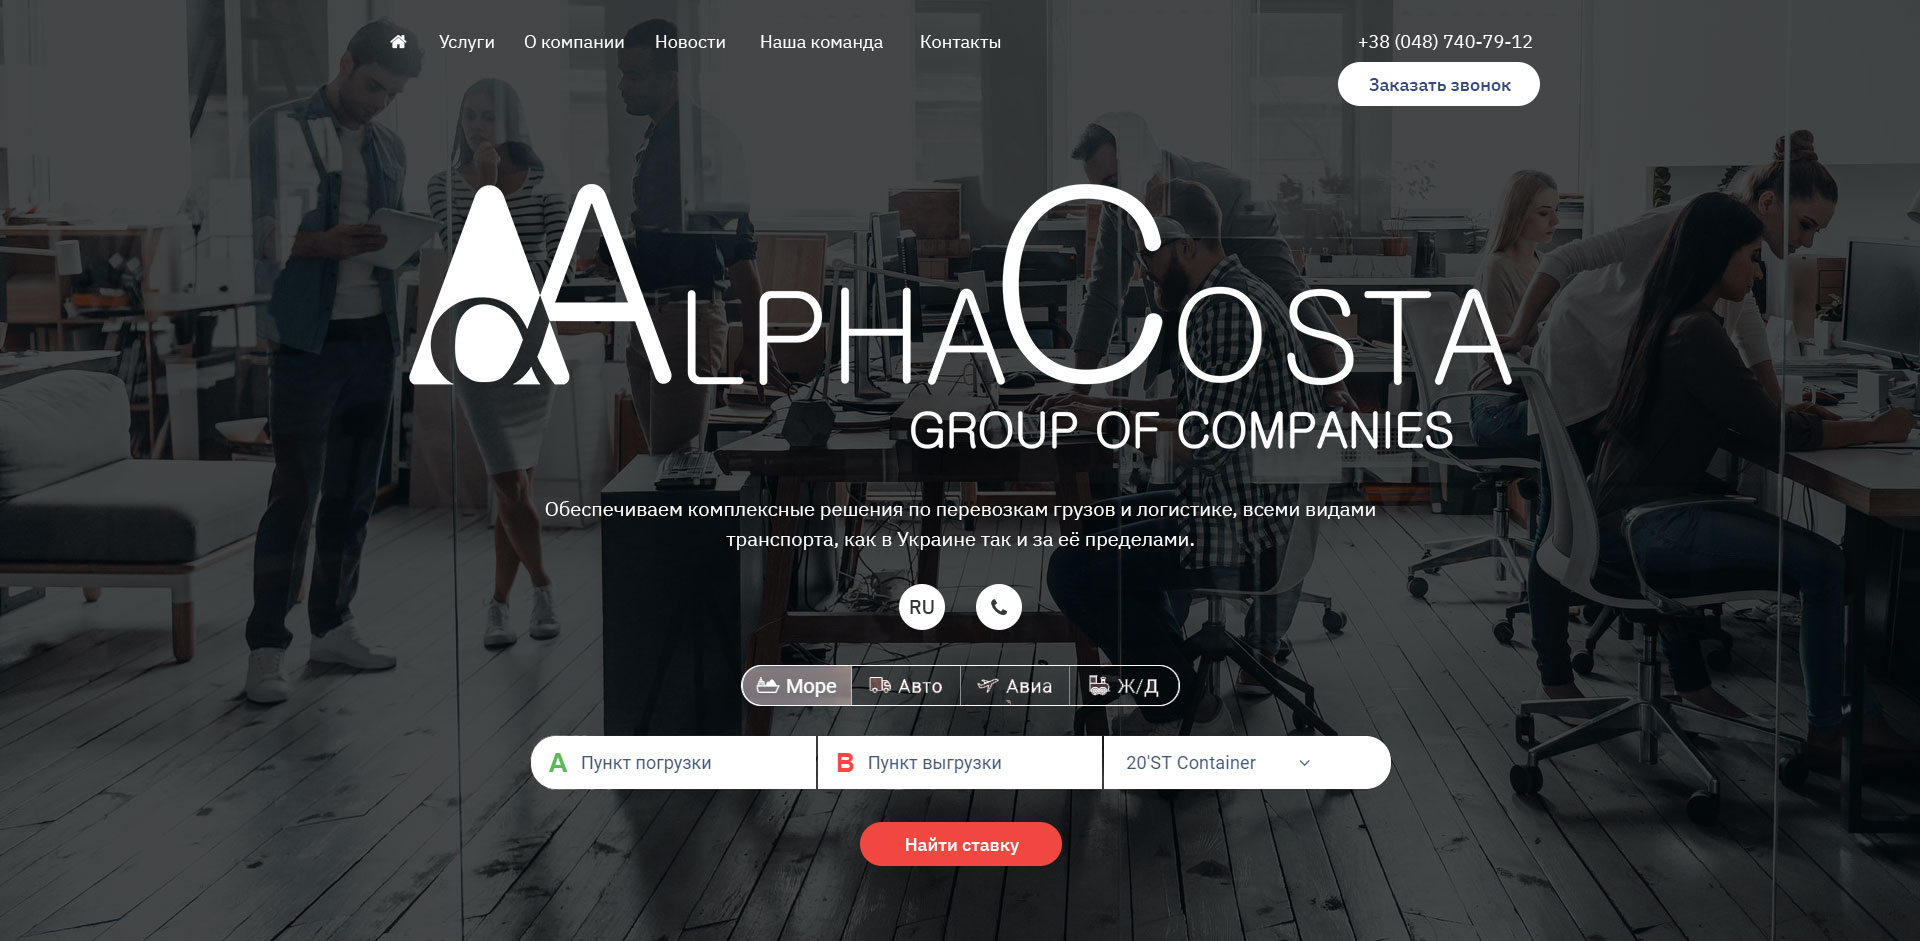 Услуги О компании Новости Наша команда Контакты +38 (048) 740-79-12
Заказать звонок
ALPHACOSTA
GROUP OF COMPANIES
Обеспечиваем комплексные решения по перевозкам грузов и логистике, всеми видами
транспорта, как в Украине так и за её пределами.
RU
Море Авто Авиа Ж/Д
A Пункт погрузки B Пункт выгрузки 20'ST Container
Найти ставку